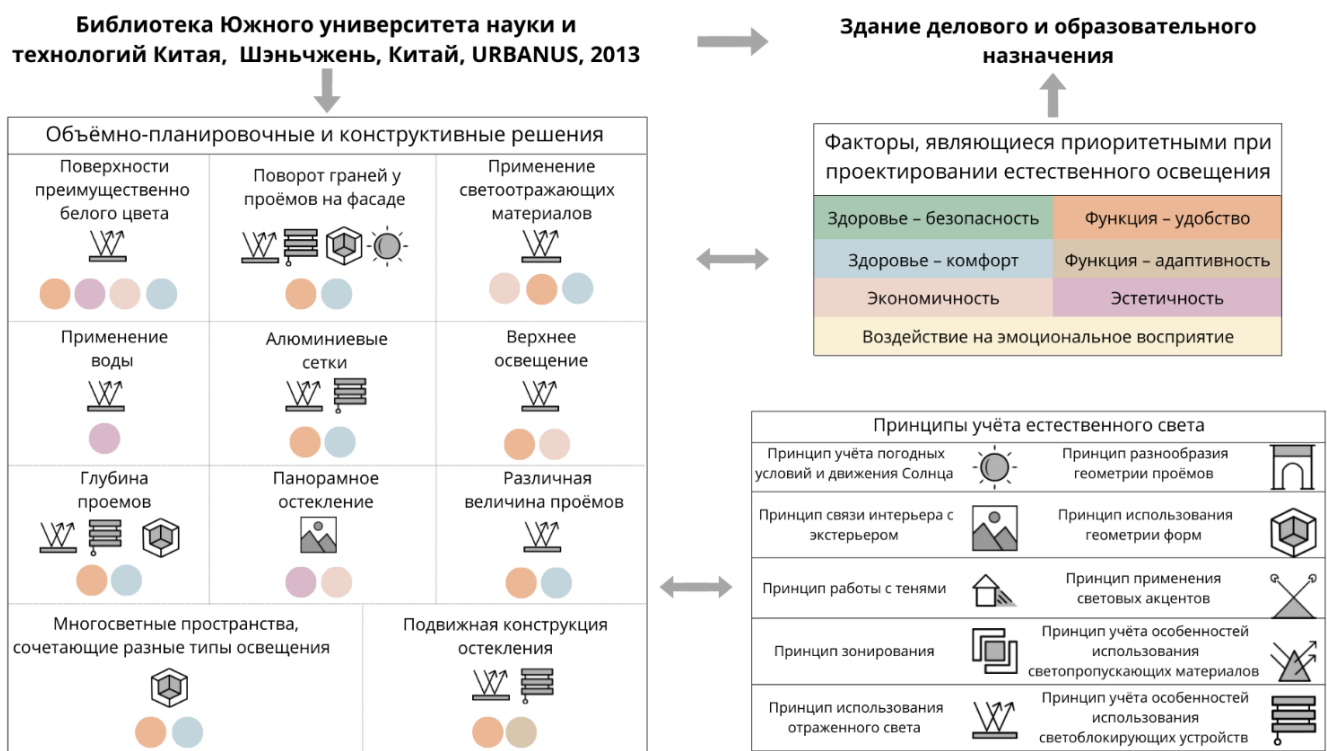 Библиотека Южного университета науки и
технологий Китая, Шэньчжень, Китай, URBANUS, 2013
Здание делового и образовательного
назначения
Объёмно-планировочные и конструктивные решения
Поверхности
преимущественно
белого цвета
Поворот граней у
проёмов на фасаде
Применение
светоотражающих
материалов
Применение
воды
Алюминиевые
сетки
Верхнее
освещение
Глубина
проемов
Панорамное
остекление
Различная
величина проёмов
Многосветные пространства,
сочетающие разные типы освещения
Подвижная конструкция
остекления
Факторы, являющиеся приоритетными при
проектировании естественного освещения
Здоровье – безопасность
Функция – удобство
Здоровье – комфорт
Функция – адаптивность
Экономичность
Эстетичность
Воздействие на эмоциональное восприятие
Принципы учёта естественного света
Принцип учёта погодных
условий и движения Солнца
Принцип разнообразия
геометрии проёмов
Принцип связи интерьера с
экстерьером
Принцип использования
геометрии форм
Принцип работы с тенями
Принцип применения
световых акцентов
Принцип зонирования
Принцип учёта особенностей
использования
светопропускающих материалов
Принцип использования
отраженного света
Принцип учёта особенностей
использования
светоблокирующих устройств